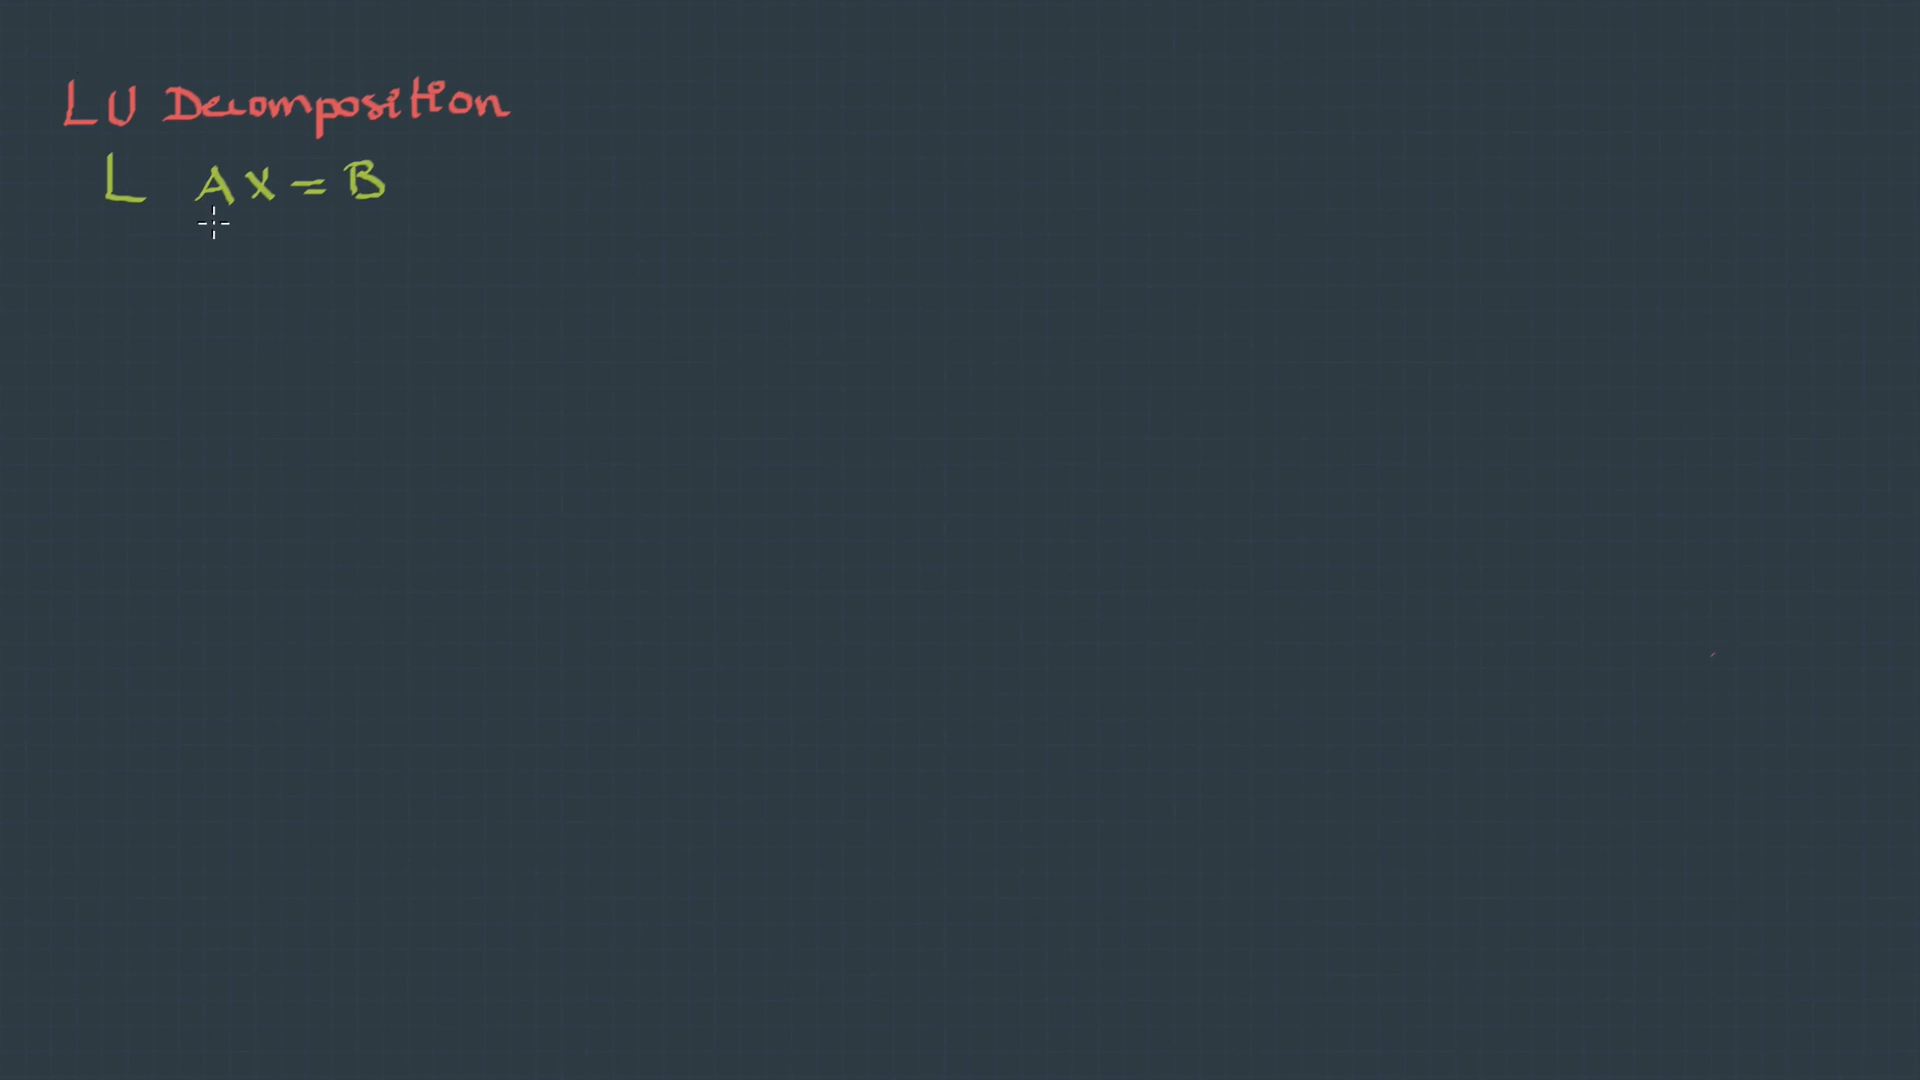 LU Decomposition
L AX = B